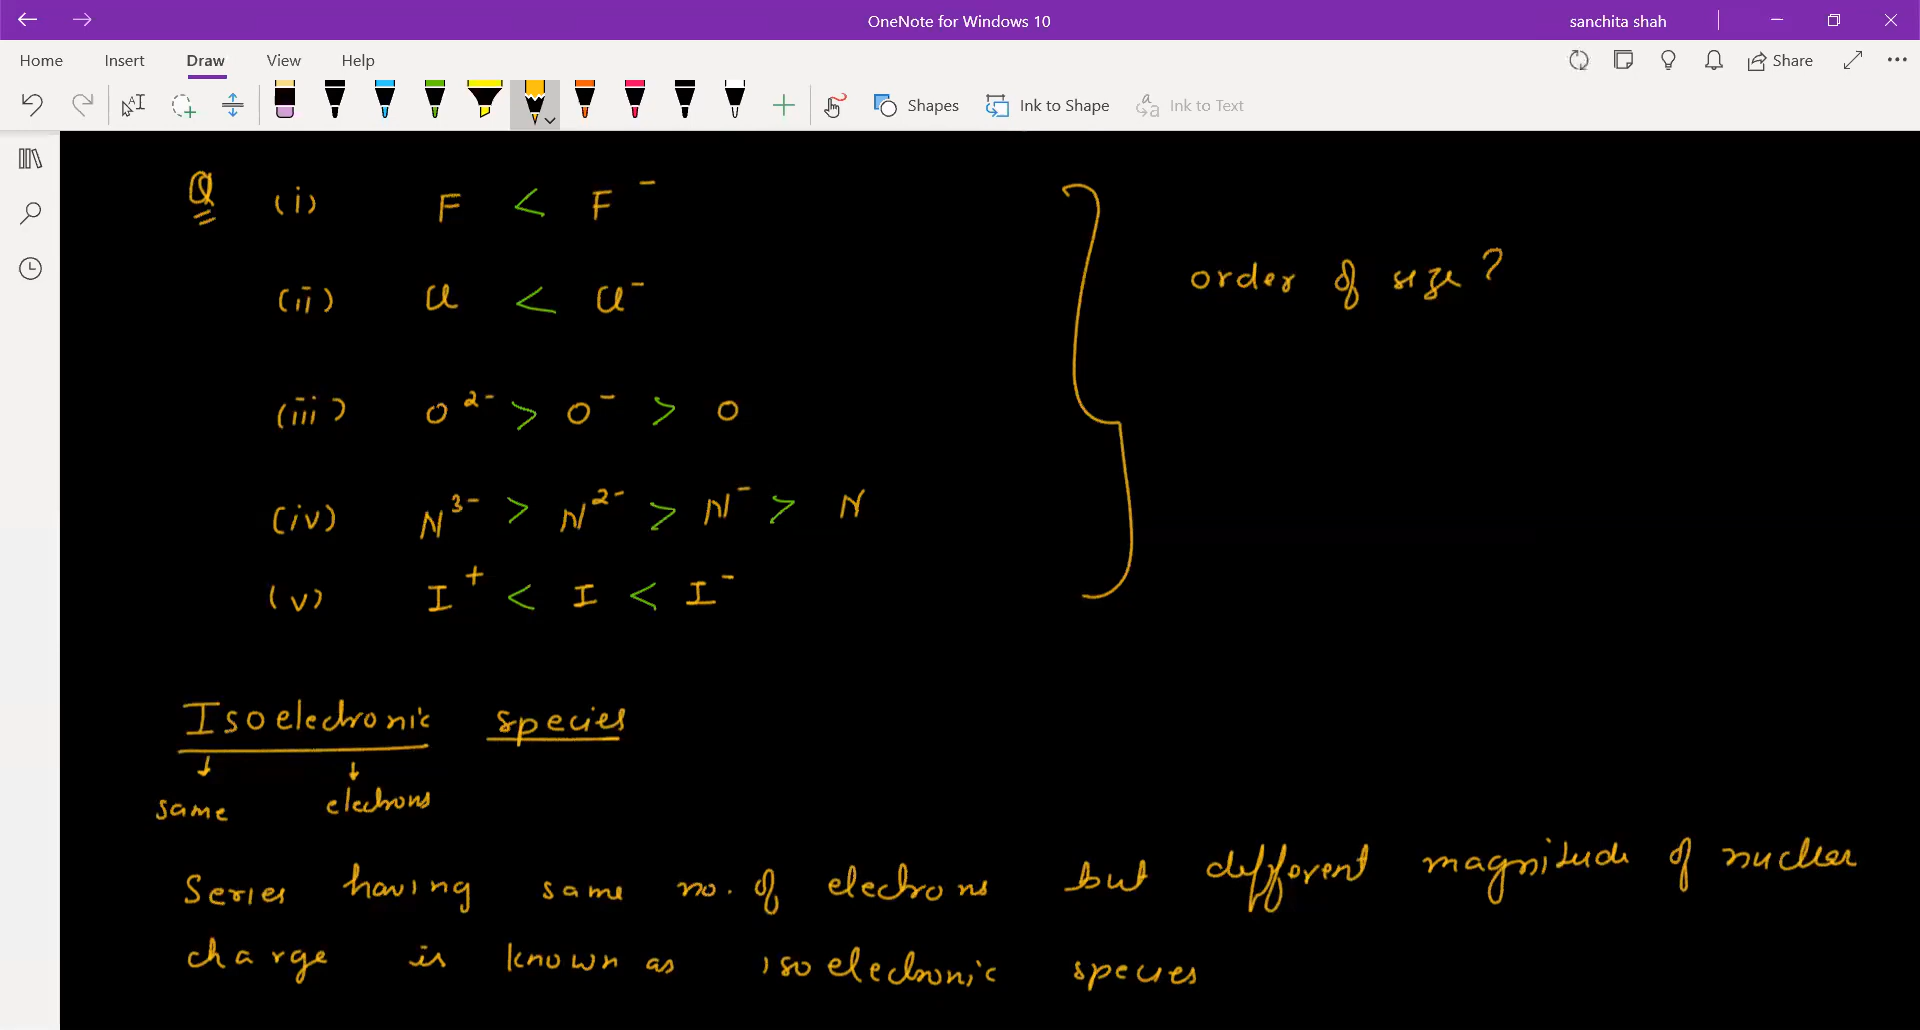 OneNote for Windows 10
sanchita shah
Home Insert Draw View Help
Share
Shapes Ink to Shape Ink to Text
Q (i) F < F⁻
(ii) Cl < Cl⁻
(iii) O²⁻ > O⁻ > O
(iv) N³⁻ > N²⁻ > N⁻ > N
(v) I⁺ < I < I⁻
order of size?
Isoelectronic species
same electrons
Series having same no. of electrons but different magnitude of nuclear
charge is known as isoelectronic species